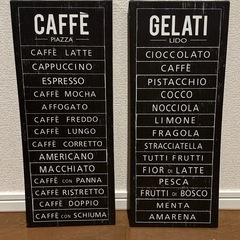 CAFFÈ
PIAZZA
CAFFÈ LATTE
CAPPUCCINO
ESPRESSO
CAFFÈ MOCHA
AFFOGATO
CAFFÈ FREDDO
CAFFÈ LUNGO
CAFFÈ CORRETTO
AMERICANO
MACCHIATO
CAFFÈ CON PANNA
CAFFÈ RISTRETTO
CAFFÈ DOPPIO
CAFFÈ CON SCHIUMA
GELATI
LIDO
CIOCCOLATO
CAFFÈ
PISTACCHIO
COCCO
NOCCIOLA
LIMONE
FRAGOLA
STRACCIATELLA
TUTTI FRUTTI
FIOR DI LATTE
PESCA
FRUTTI DI BOSCO
MENTA
AMARENA